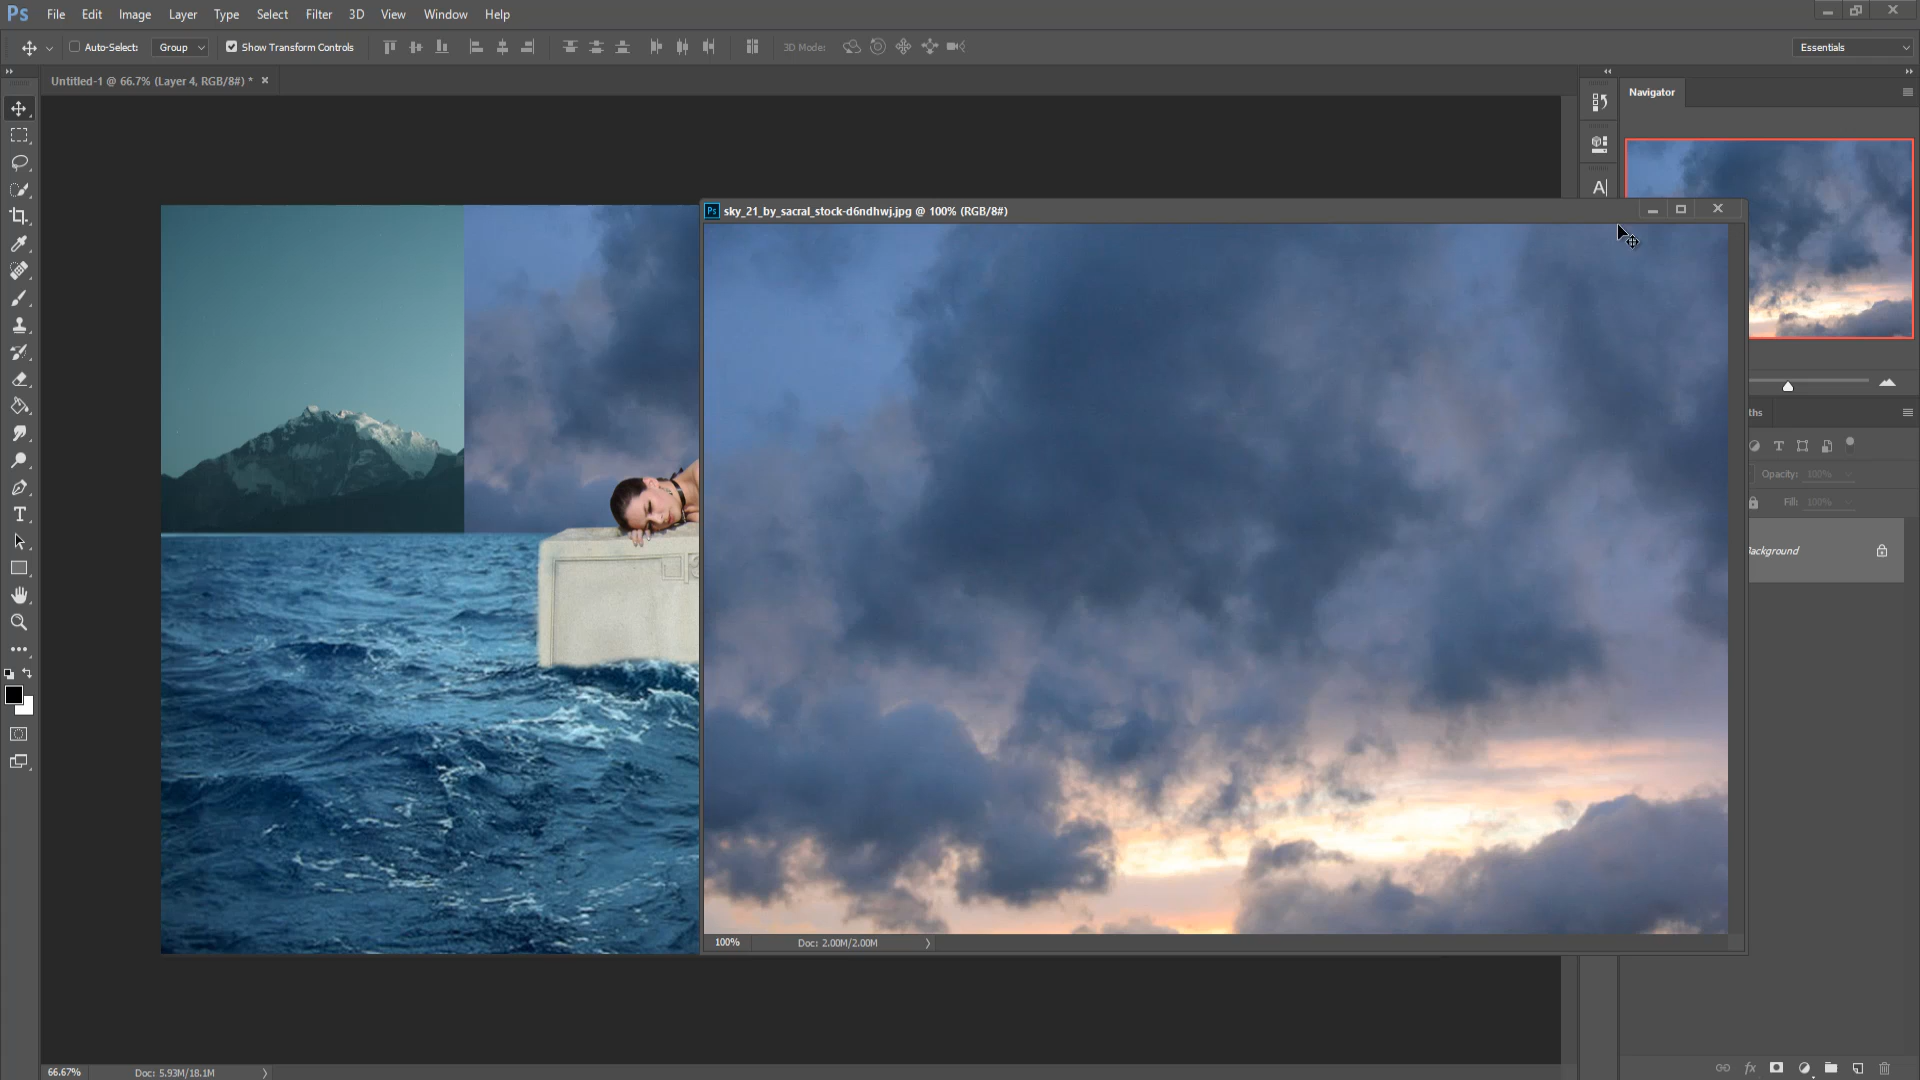 Ps File Edit Image Layer Type Select Filter 3D View Window Help
Auto-Select: Group Show Transform Controls 3D Mode: Essentials
Untitled-1 @ 66.7% (Layer 4, RGB/8#) *
Navigator
A
Ps sky_21_by_sacral_stock-d6ndhwj.jpg @ 100% (RGB/8#)
ths
T
Opacity: 100%
Fill: 100%
T
Background
100% Doc: 2.00M/2.00M
66.67% Doc: 5.93M/18.1M
fx